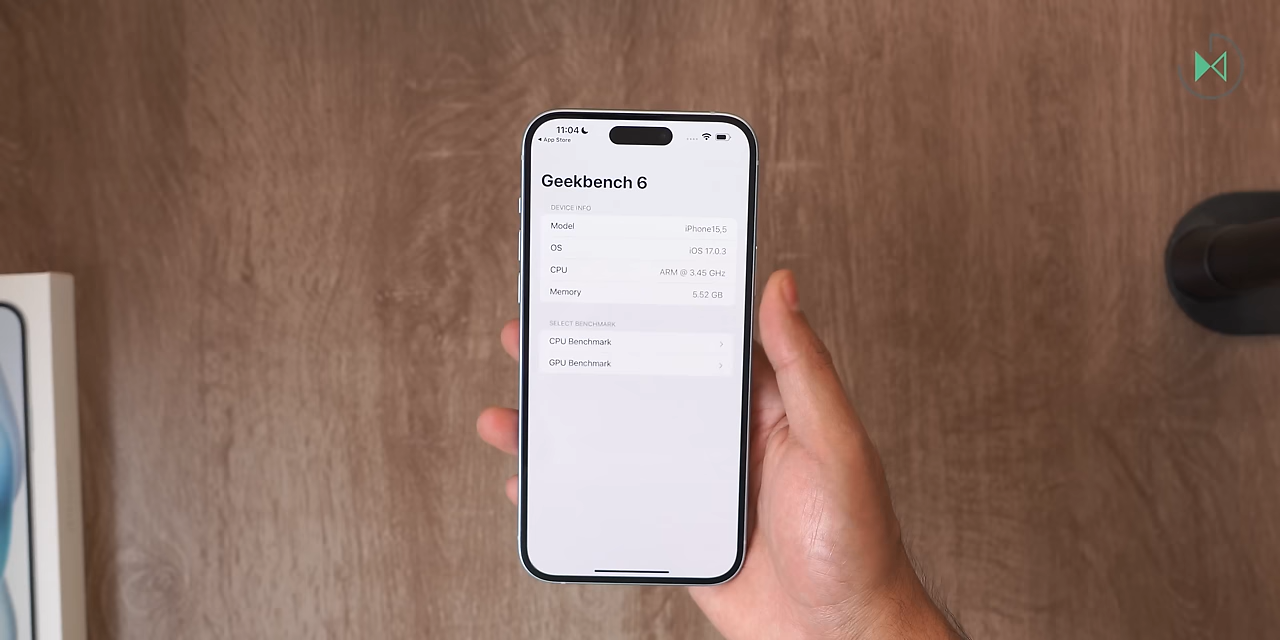 11:04
App Store
Geekbench 6
DEVICE INFO
Model iPhone15,5
OS iOS 17.0.3
CPU ARM @ 3.45 GHz
Memory 5.52 GB
SELECT BENCHMARK
CPU Benchmark
GPU Benchmark